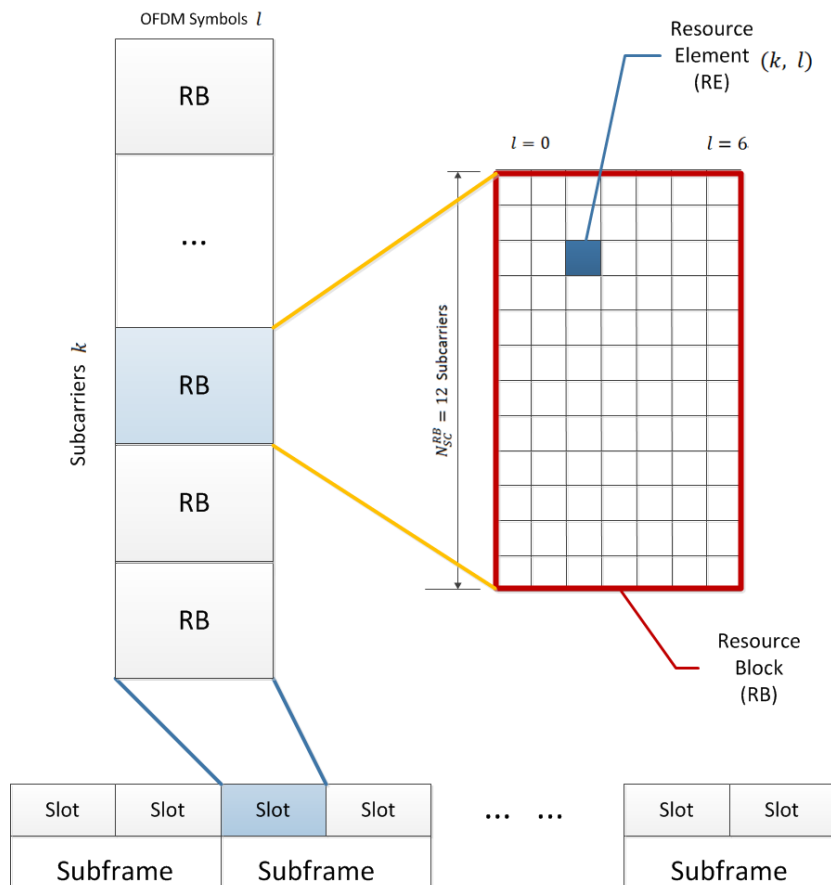 OFDM Symbols l
RB
...
RB
RB
RB
Subcarriers k
Resource
Element (k, l)
(RE)
l = 0
l = 6
N_SC^RB = 12 Subcarriers
Resource
Block
(RB)
Slot Slot Slot Slot ... ... Slot Slot
Subframe Subframe Subframe